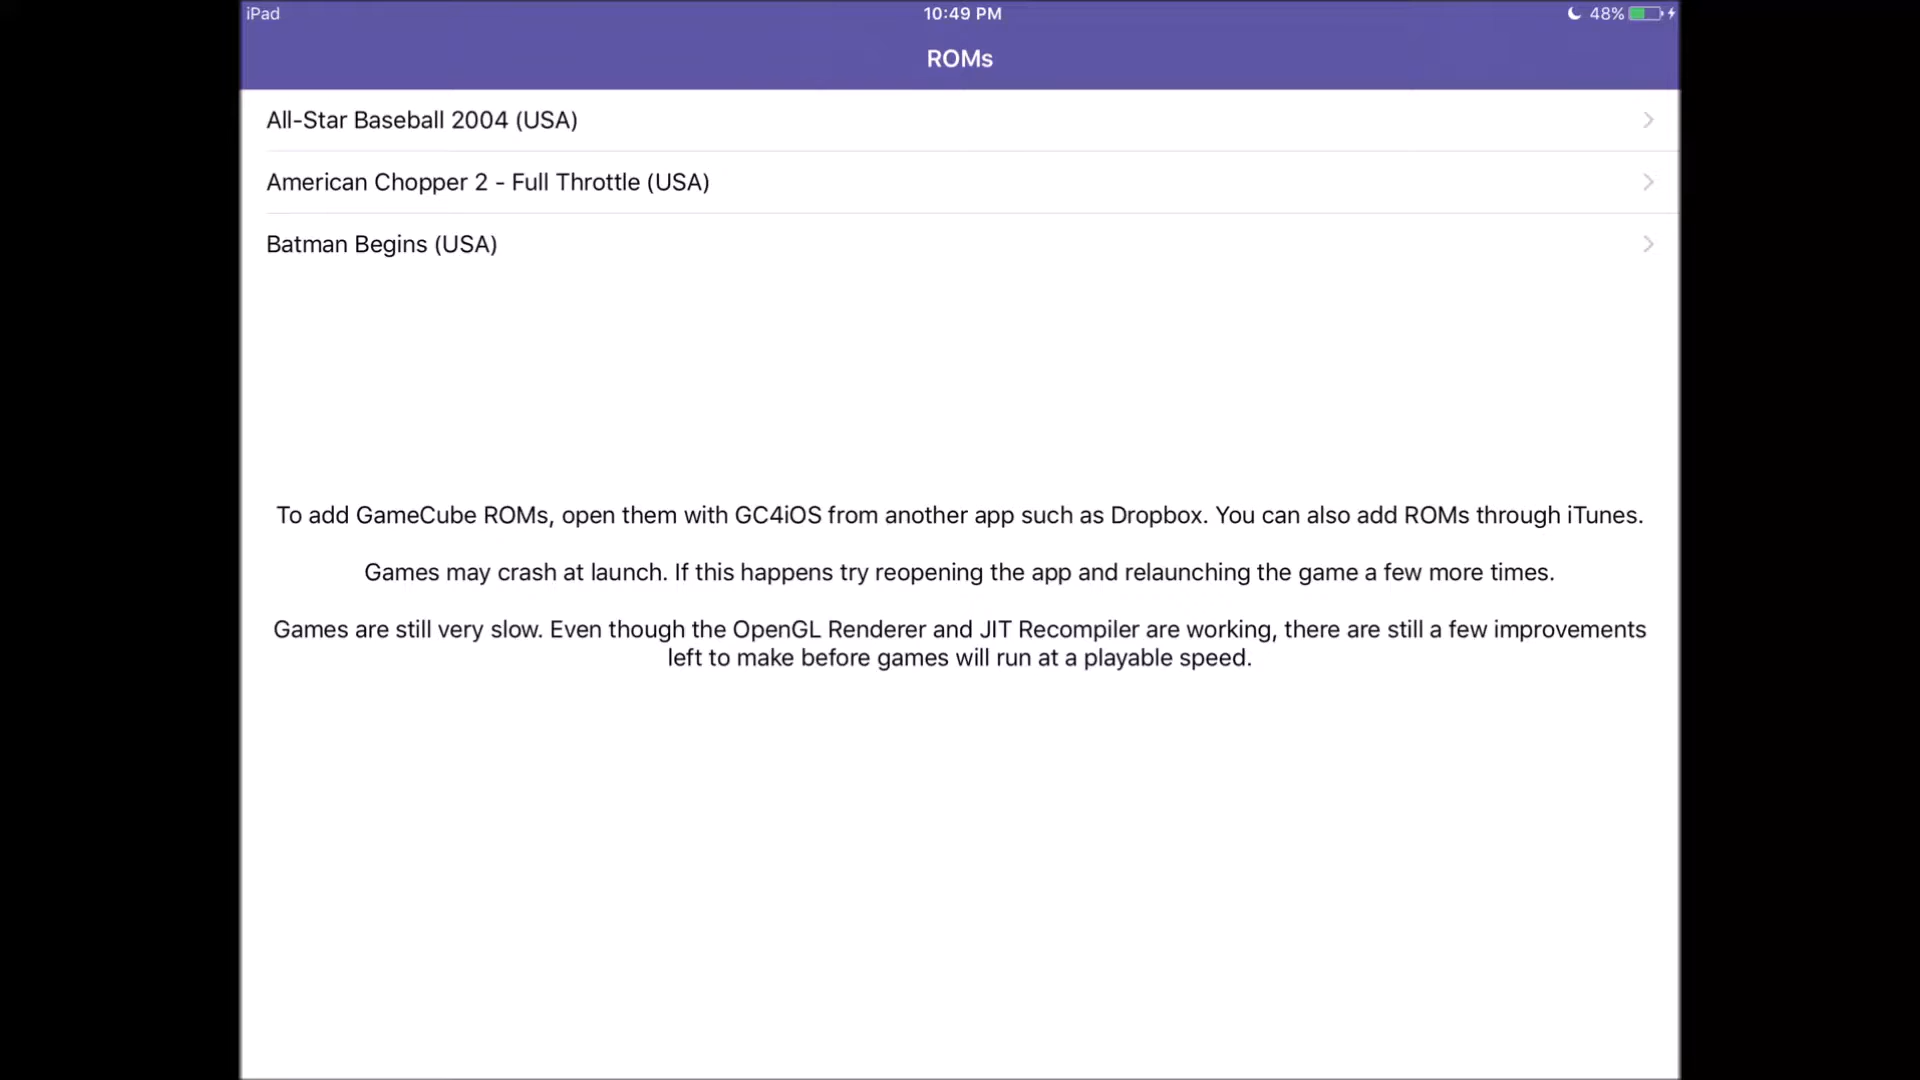 iPad
10:49 PM
48%
ROMs
All-Star Baseball 2004 (USA)
American Chopper 2 - Full Throttle (USA)
Batman Begins (USA)
To add GameCube ROMs, open them with GC4iOS from another app such as Dropbox. You can also add ROMs through iTunes.
Games may crash at launch. If this happens try reopening the app and relaunching the game a few more times.
Games are still very slow. Even though the OpenGL Renderer and JIT Recompiler are working, there are still a few improvements
left to make before games will run at a playable speed.